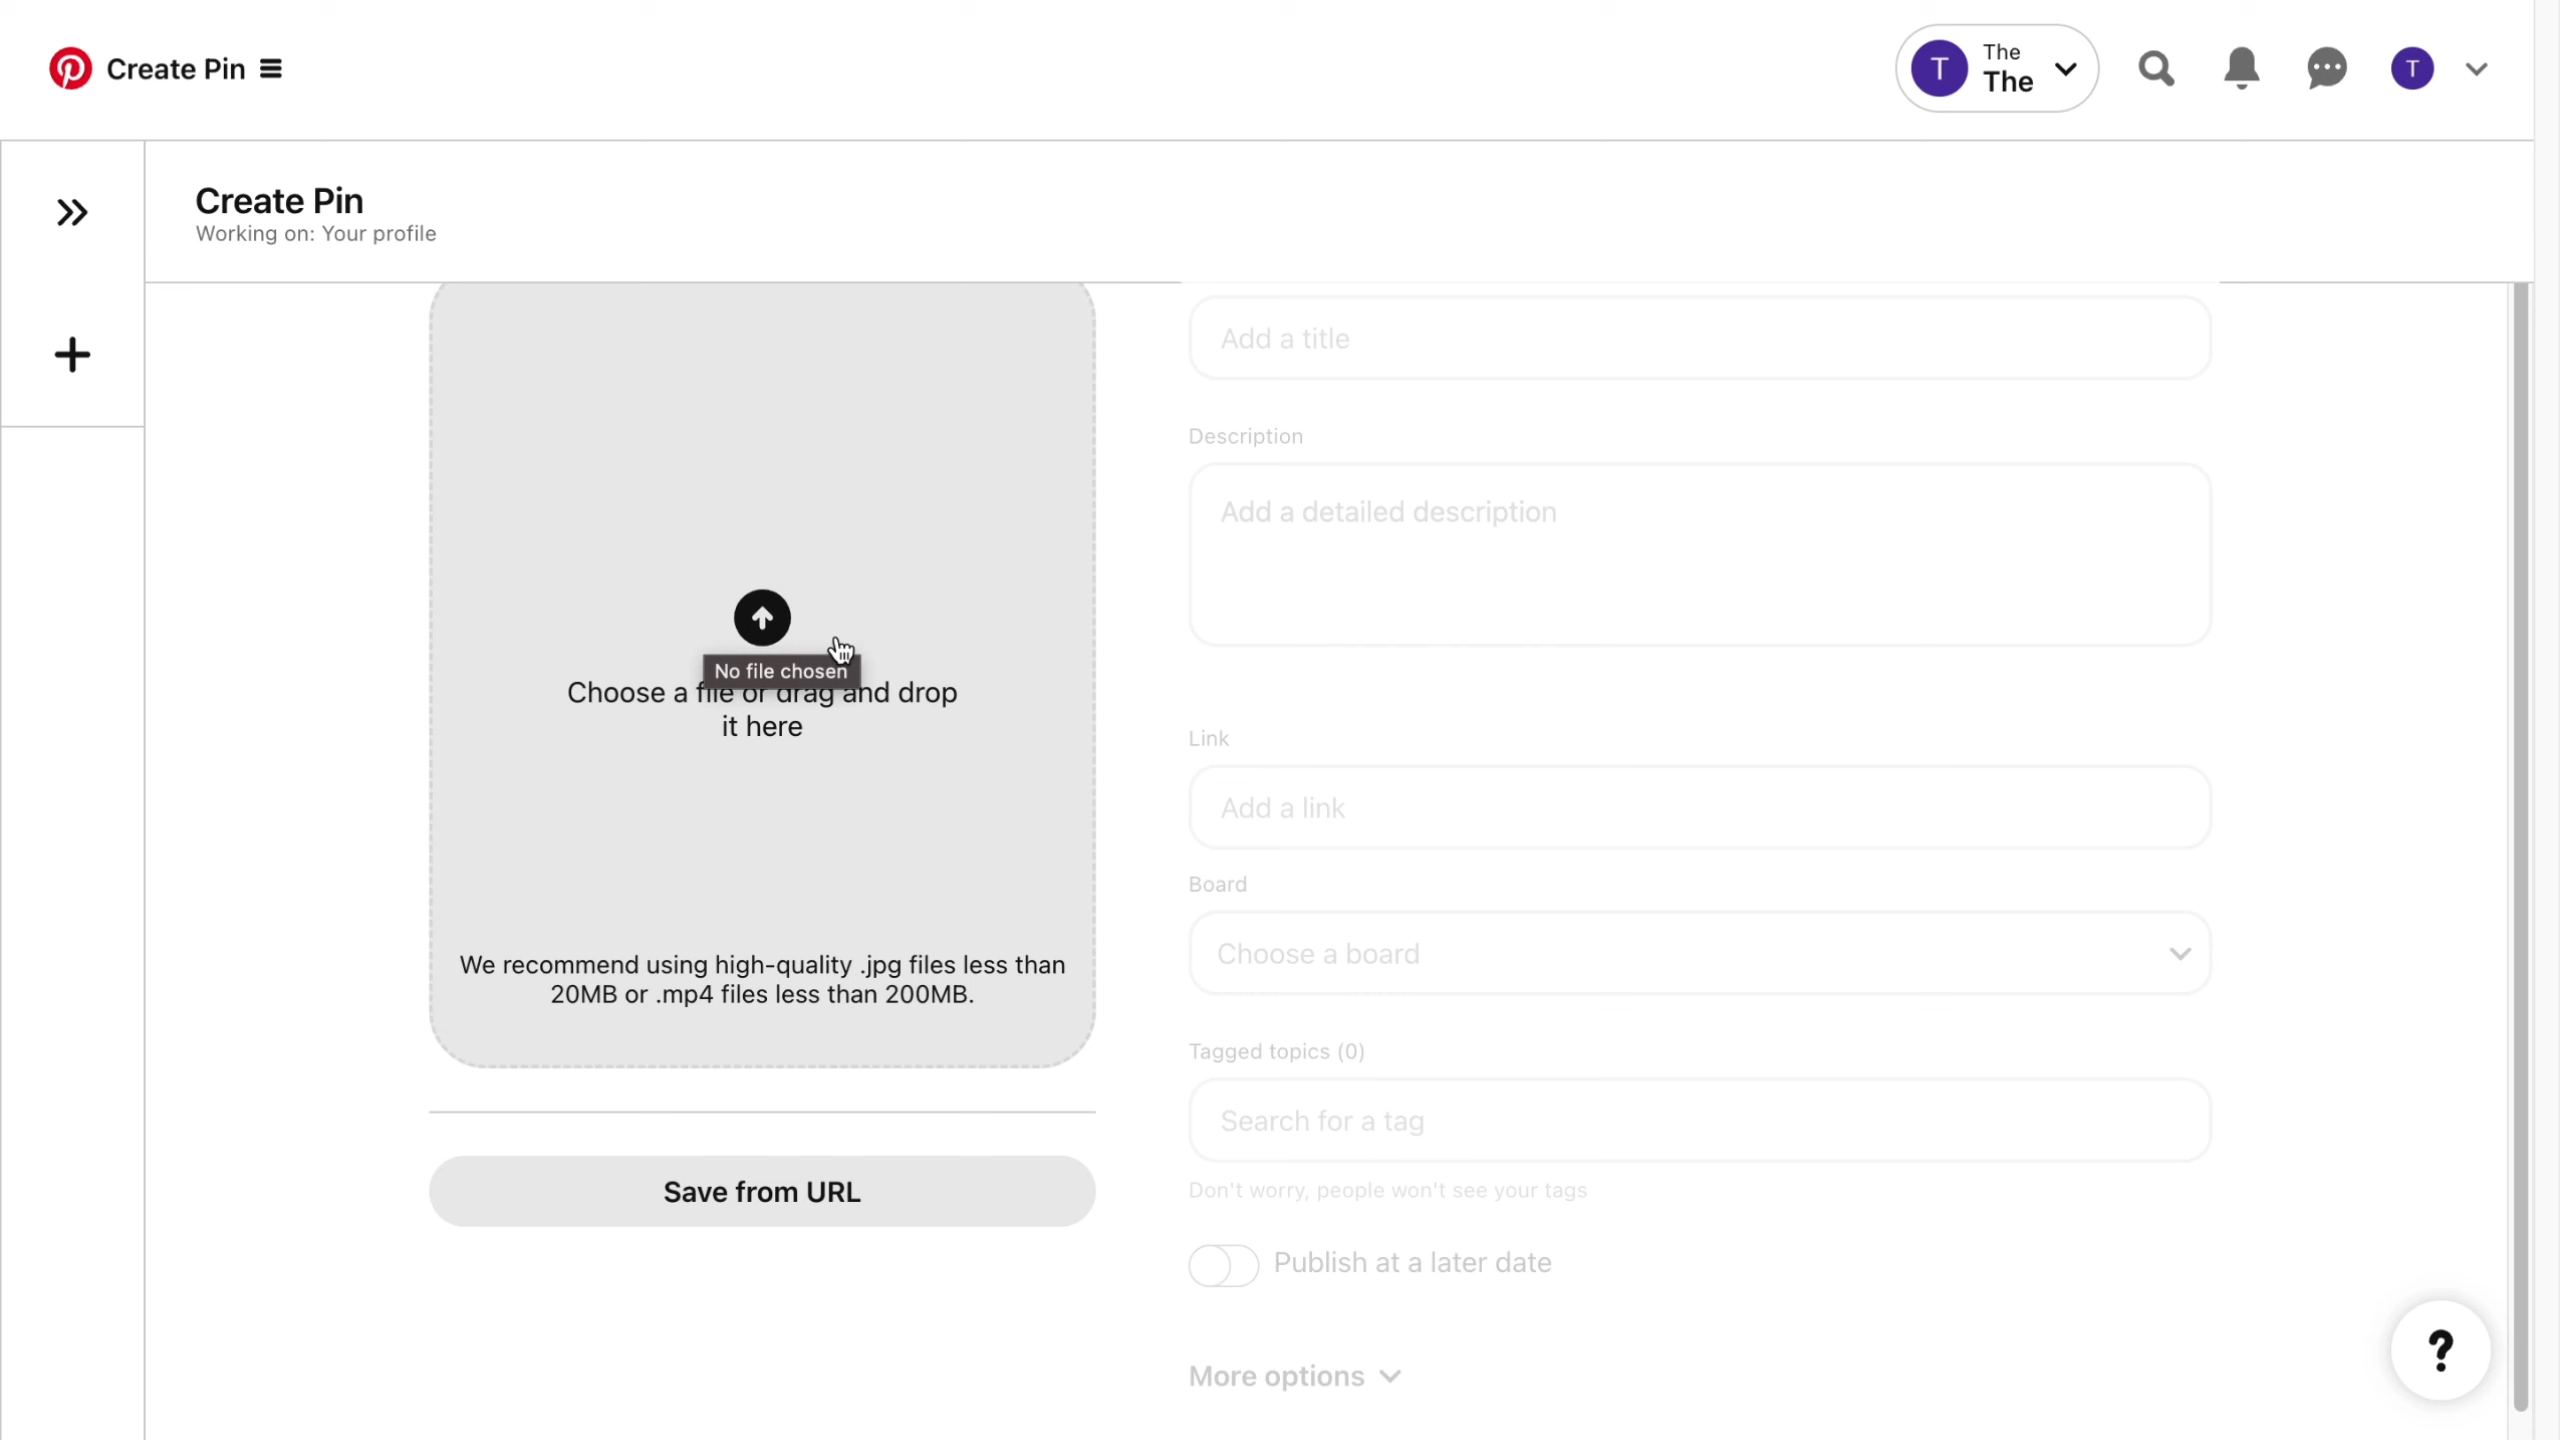 Create Pin
T
The
The
T
Create Pin
Working on: Your profile
Add a title
Description
Add a detailed description
No file chosen
Choose a file or drag and drop
it here
Link
Add a link
Board
Choose a board
We recommend using high-quality .jpg files less than
20MB or .mp4 files less than 200MB.
Tagged topics (0)
Search for a tag
Don't worry, people won't see your tags
Save from URL
Publish at a later date
More options
?